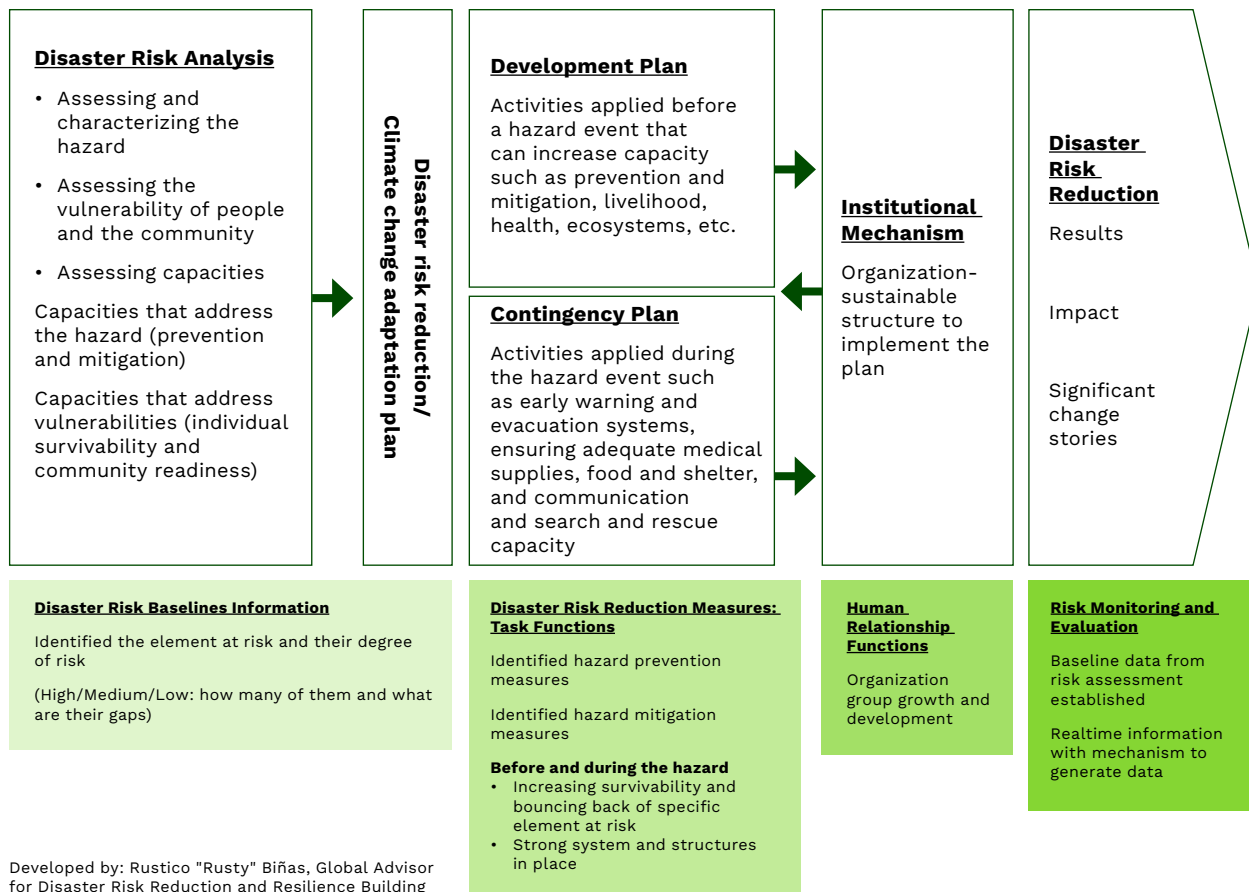 Disaster Risk Analysis
• Assessing and
characterizing the
hazard
• Assessing the
vulnerability of people
and the community
• Assessing capacities
Capacities that address
the hazard (prevention
and mitigation)
Capacities that address
vulnerabilities (individual
survivability and
community readiness)
Disaster risk reduction/
Climate change adaptation plan
Development Plan
Activities applied before
a hazard event that
can increase capacity
such as prevention and
mitigation, livelihood,
health, ecosystems, etc.
Contingency Plan
Activities applied during
the hazard event such
as early warning and
evacuation systems,
ensuring adequate medical
supplies, food and shelter,
and communication
and search and rescue
capacity
Institutional
Mechanism
Organization-
sustainable
structure to
implement the
plan
Disaster
Risk
Reduction
Results
Impact
Significant
change
stories
Disaster Risk Baselines Information
Identified the element at risk and their degree
of risk
(High/Medium/Low: how many of them and what
are their gaps)
Disaster Risk Reduction Measures:
Task Functions
Identified hazard prevention
measures
Identified hazard mitigation
measures
Before and during the hazard
• Increasing survivability and
bouncing back of specific
element at risk
• Strong system and structures
in place
Human
Relationship
Functions
Organization
group growth and
development
Risk Monitoring and
Evaluation
Baseline data from
risk assessment
established
Realtime information
with mechanism to
generate data
Developed by: Rustico "Rusty" Biñas, Global Advisor
for Disaster Risk Reduction and Resilience Building